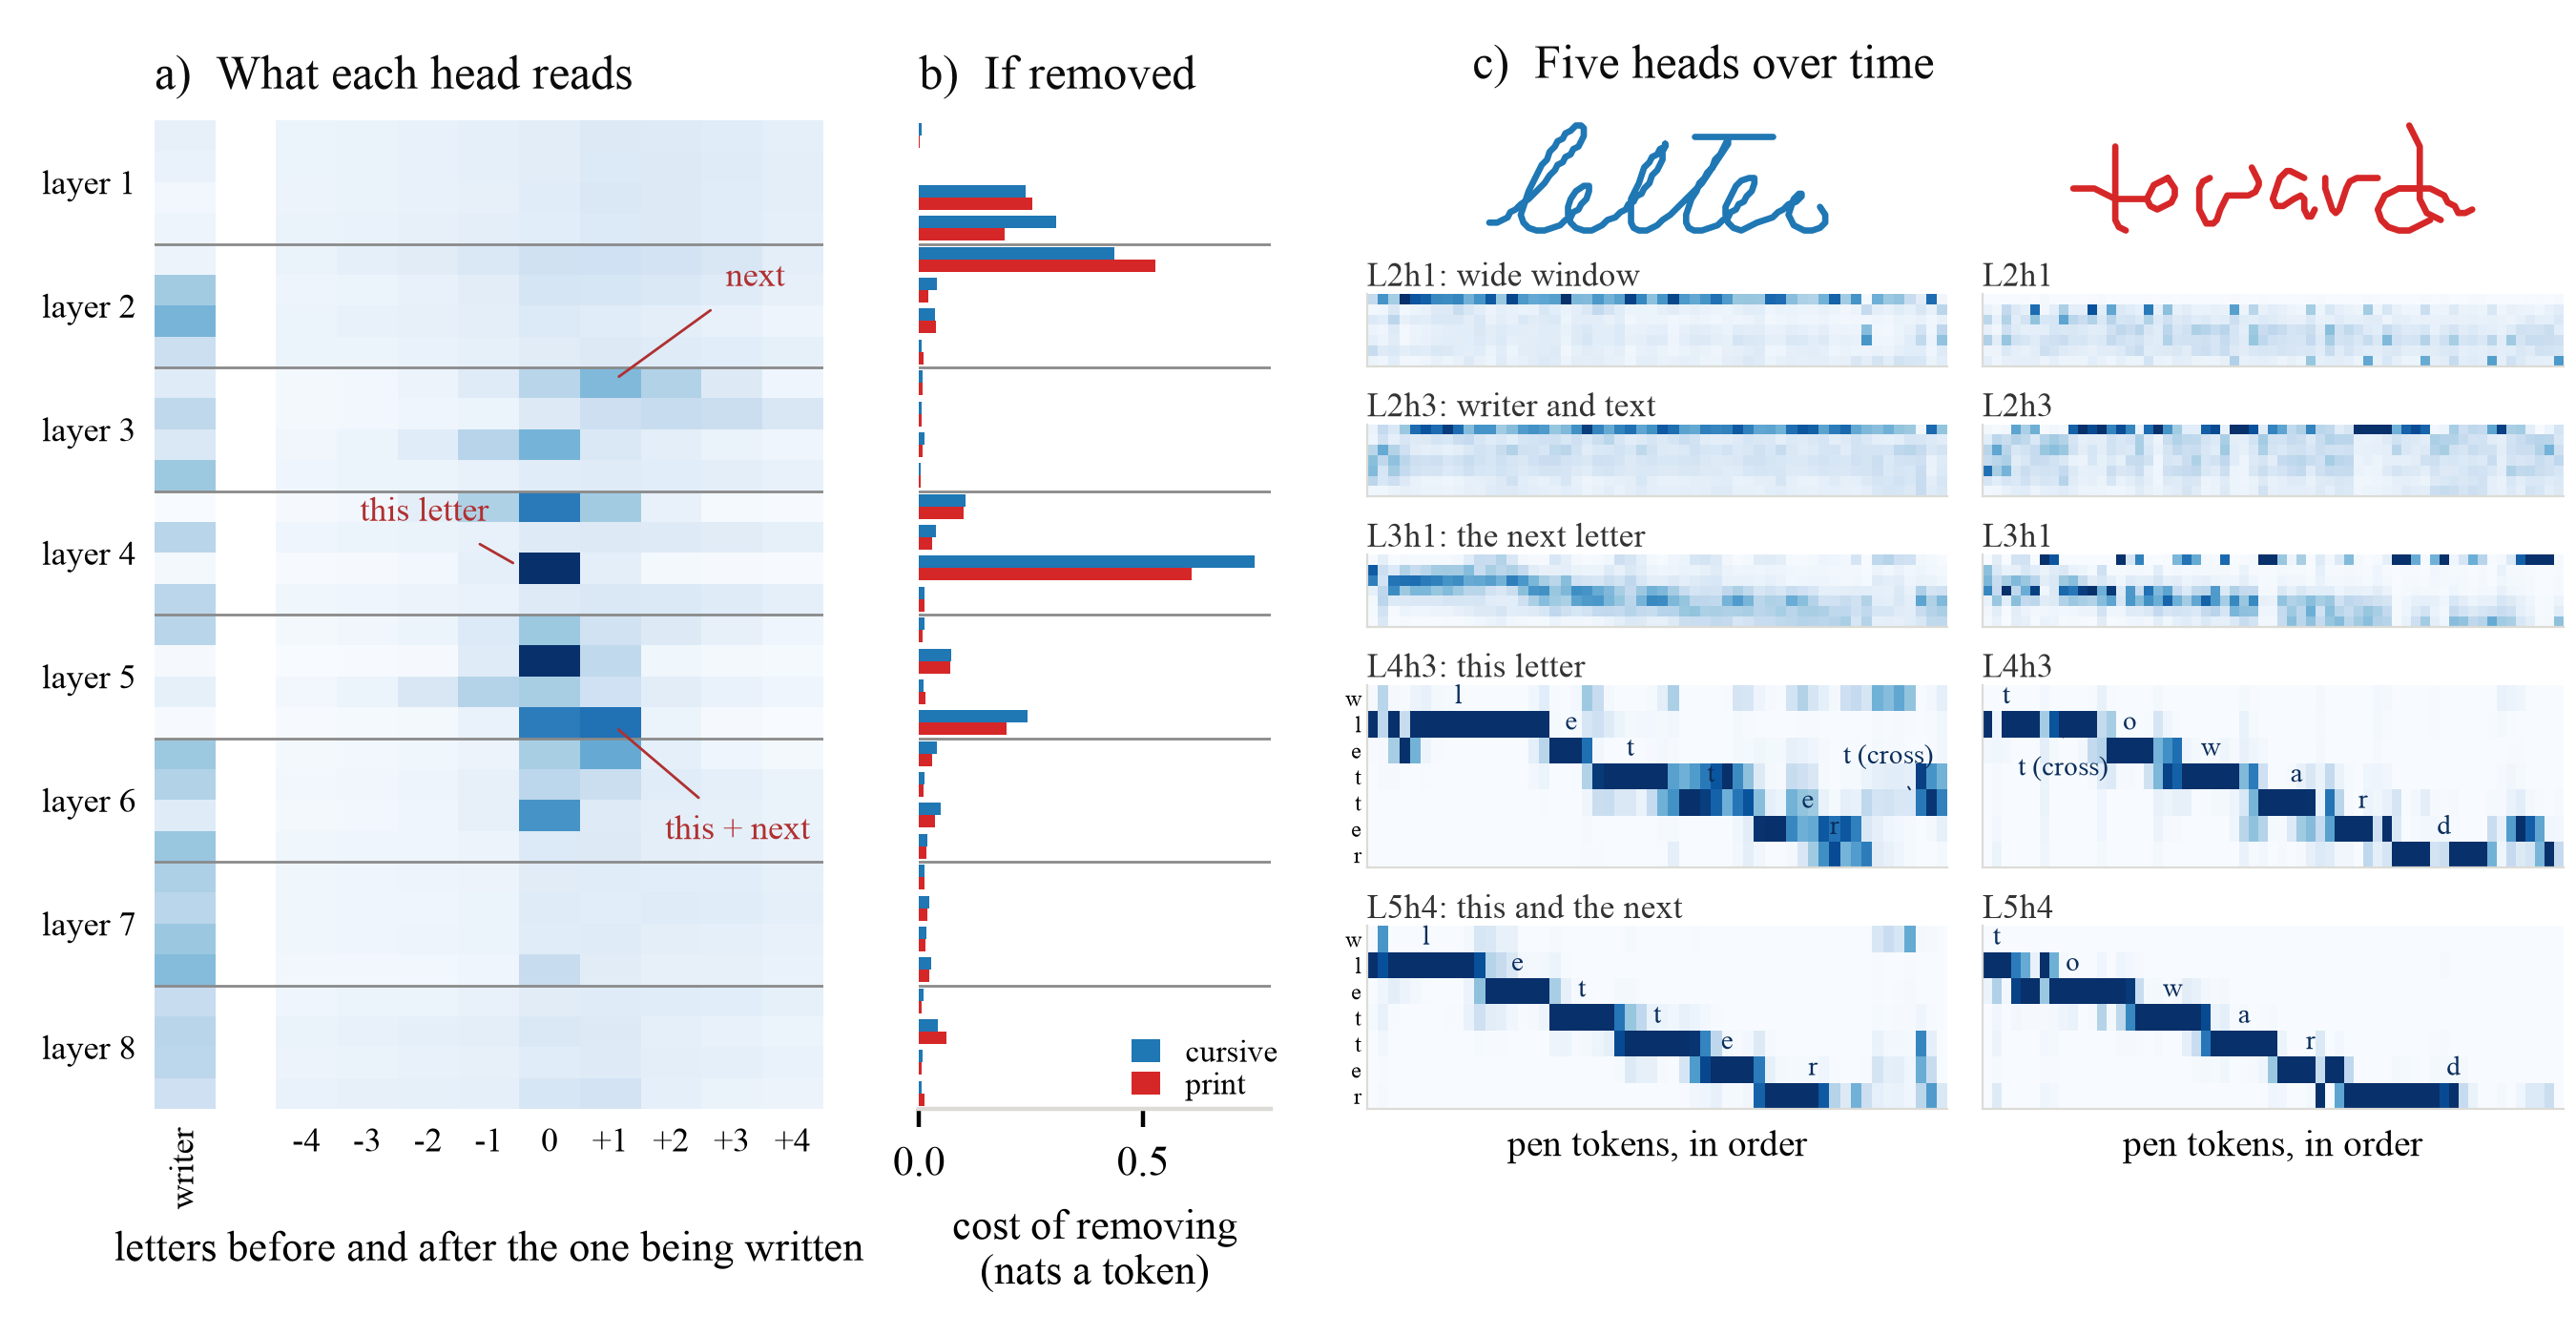 a) What each head reads
b) If removed
c) Five heads over time
layer 1
layer 2
layer 3
layer 4
layer 5
layer 6
layer 7
layer 8
next
this letter
this + next
writer
-4 -3 -2 -1 0 +1 +2 +3 +4
letters before and after the one being written
cursive
print
0.0 0.5
cost of removing
(nats a token)
letter
toward
L2h1: wide window
L2h1
L2h3: writer and text
L2h3
L3h1: the next letter
L3h1
L4h3: this letter
w
l
e
t
t
e
r
l
e
t
t
e
r
t (cross)
L4h3
t
o
w
a
r
d
t (cross)
L5h4: this and the next
w
l
e
t
t
e
r
l
e
t
t
e
r
L5h4
t
o
w
a
r
d
pen tokens, in order
pen tokens, in order